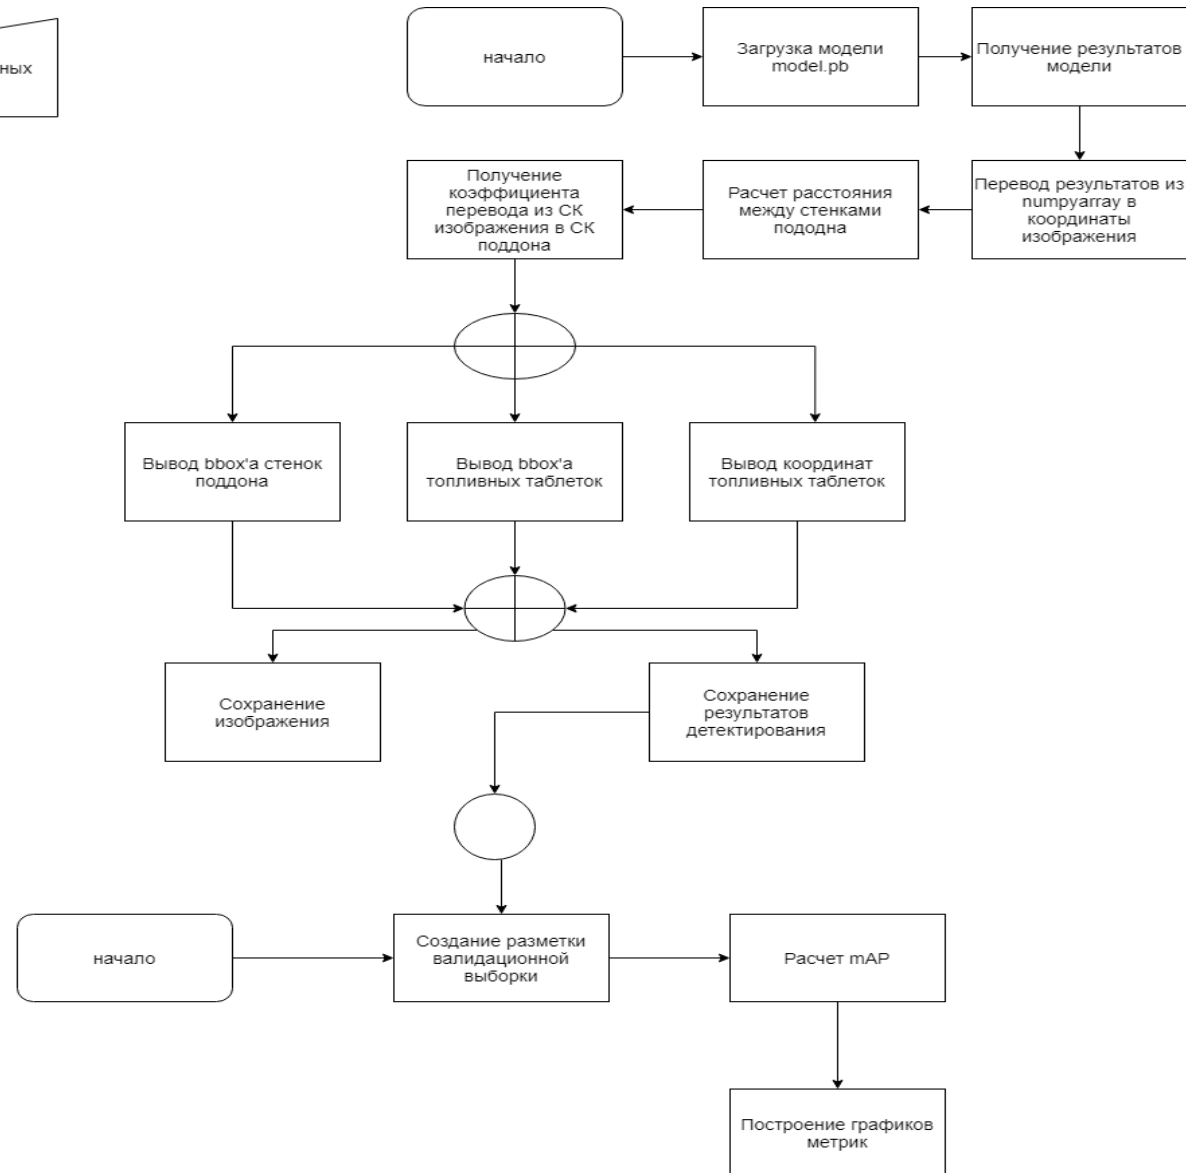 ных
начало
Загрузка модели
model.pb
Получение результатов
модели
Получение
коэффициента
перевода из СК
изображения в СК
поддона
Расчет расстояния
между стенками
пододна
Перевод результатов из
numpyarray в
координаты
изображения
Вывод bbox'а стенок
поддона
Вывод bbox'а
топливных таблеток
Вывод координат
топливных таблеток
Сохранение
изображения
Сохранение
результатов
детектирования
начало
Создание разметки
валидационной
выборки
Расчет mAP
Построение графиков
метрик